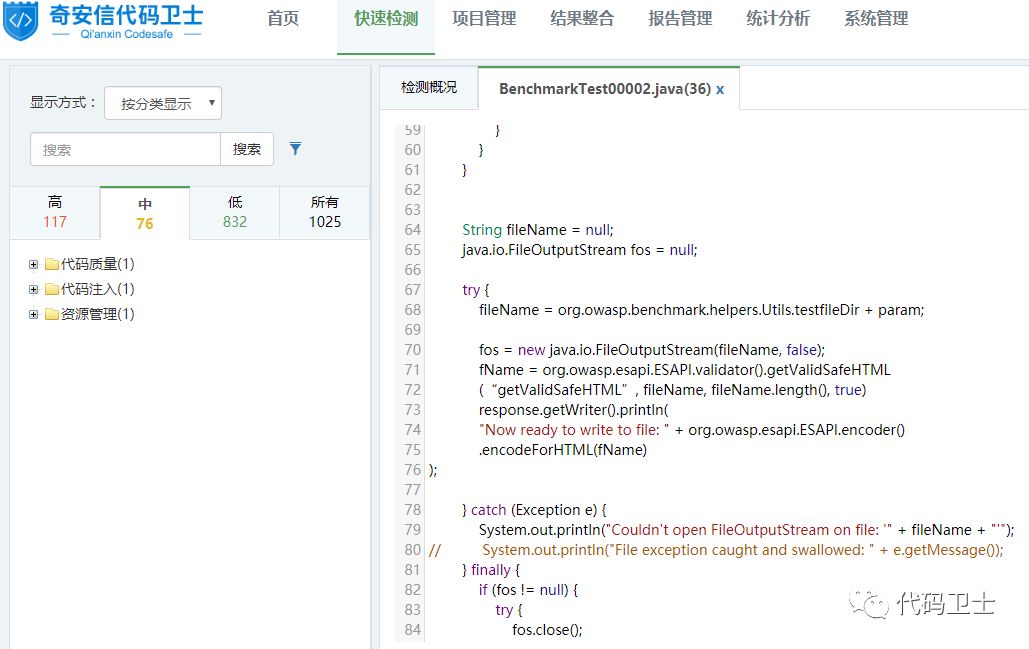 奇安信代码卫士
Qi'anxin Codesafe
首页 快速检测 项目管理 结果整合 报告管理 统计分析 系统管理
显示方式： 按分类显示
搜索 搜索
高 中 低 所有
117 76 832 1025
代码质量(1)
代码注入(1)
资源管理(1)
检测概况 BenchmarkTest00002.java(36) x
59 }
60 }
61 }
62
63
64 String fileName = null;
65 java.io.FileOutputStream fos = null;
66
67 try {
68 fileName = org.owasp.benchmark.helpers.Utils.testfileDir + param;
69
70 fos = new java.io.FileOutputStream(fileName, false);
71 fName = org.owasp.esapi.ESAPI.validator().getValidSafeHTML
72 (“getValidSafeHTML”, fileName, fileName.length(), true)
73 response.getWriter().println(
74 "Now ready to write to file: " + org.owasp.esapi.ESAPI.encoder()
75 .encodeForHTML(fName)
76 );
77
78 } catch (Exception e) {
79 System.out.println("Couldn't open FileOutputStream on file: '" + fileName + "'");
80 // System.out.println("File exception caught and swallowed: " + e.getMessage());
81 } finally {
82 if (fos != null) {
83 try {
84 fos.close();
代码卫士